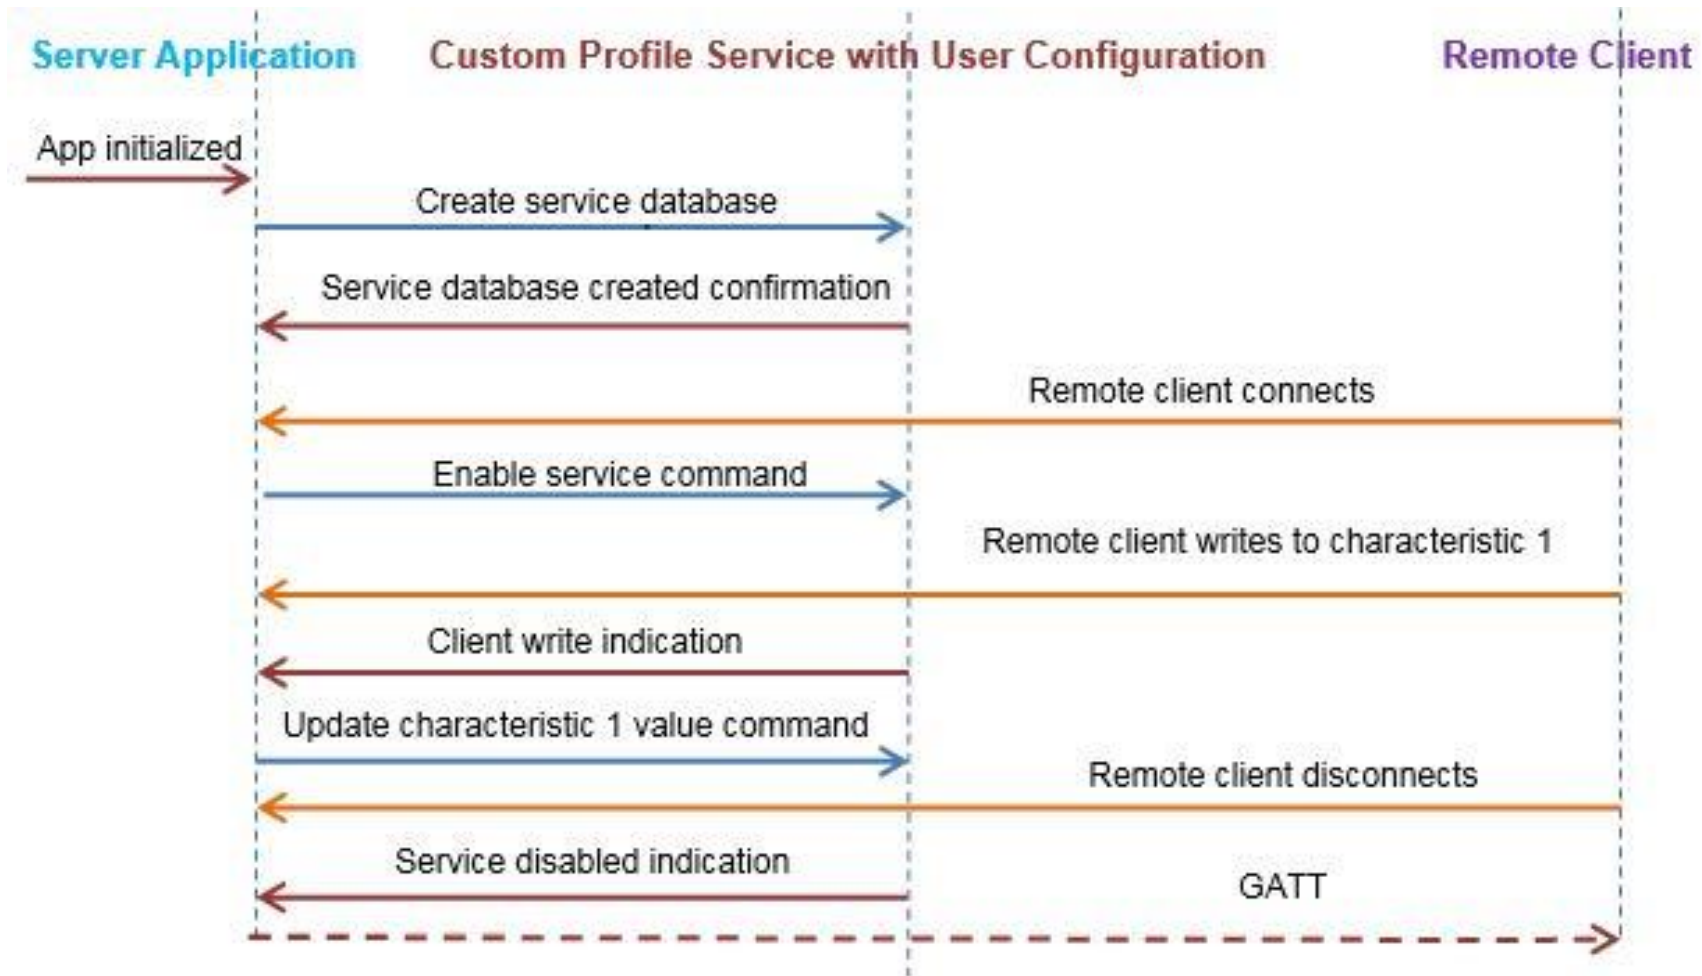 Server Application
Custom Profile Service with User Configuration
Remote Client
App initialized
Create service database
Service database created confirmation
Remote client connects
Enable service command
Remote client writes to characteristic 1
Client write indication
Update characteristic 1 value command
Remote client disconnects
Service disabled indication
GATT